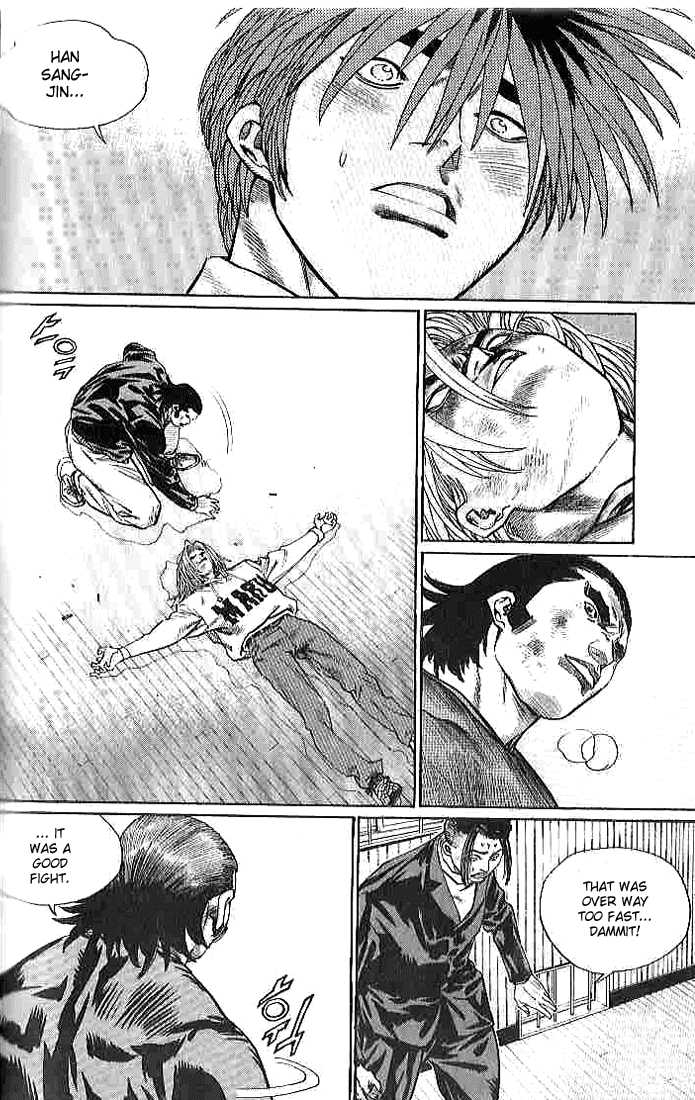 HAN
SANG-
JIN...
MARU
... IT
WAS A
GOOD
FIGHT.
THAT WAS
OVER WAY
TOO FAST...
DAMMIT!